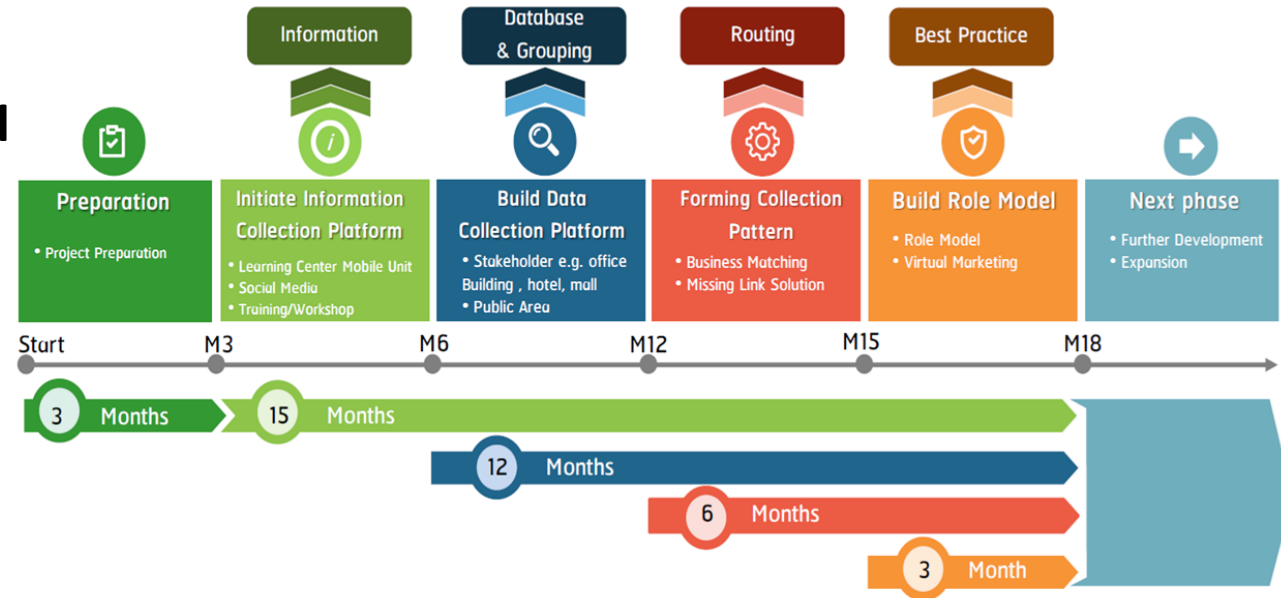 Information
Database
& Grouping
Routing
Best Practice
i
Preparation
• Project Preparation
Initiate Information
Collection Platform
• Learning Center Mobile Unit
• Social Media
• Training/Workshop
Build Data
Collection Platform
• Stakeholder e.g. office
Building , hotel, mall
• Public Area
Forming Collection
Pattern
• Business Matching
• Missing Link Solution
Build Role Model
• Role Model
• Virtual Marketing
Next phase
• Further Development
• Expansion
Start M3 M6 M12 M15 M18
3 Months 15 Months
12 Months
6 Months
3 Month